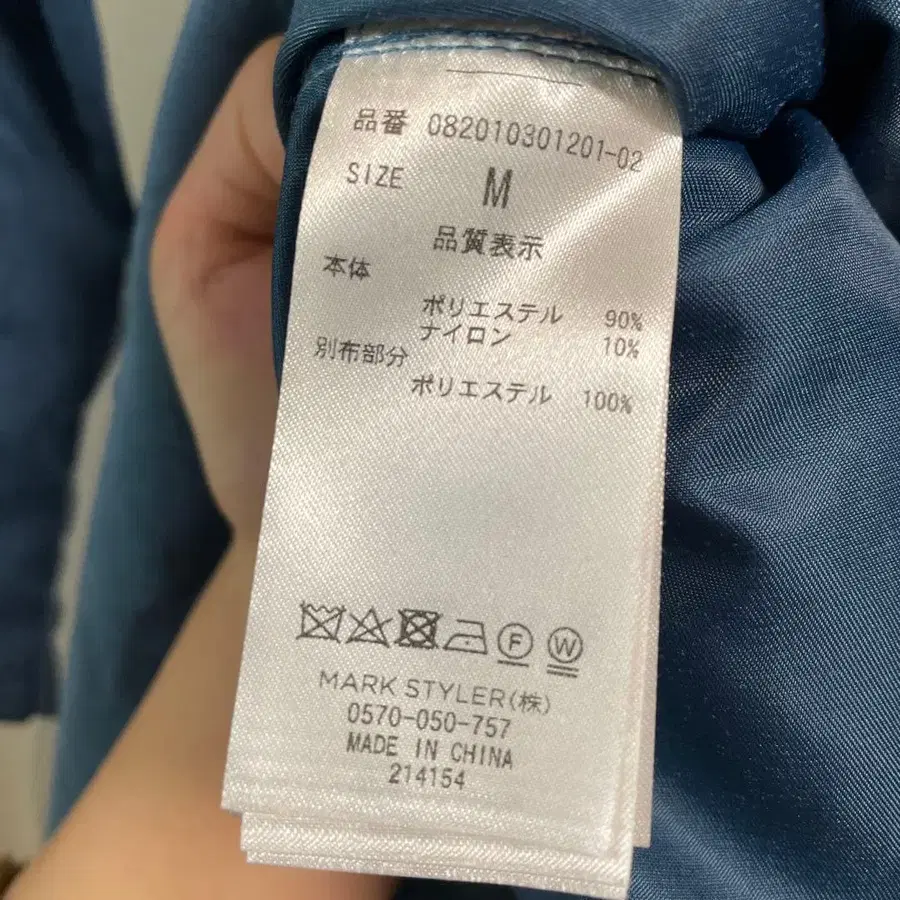 品番 082010301201-02
SIZE M
品質表示
本体
ポリエステル 90%
ナイロン 10%
別布部分
ポリエステル 100%
F W
MARK STYLER(株)
0570-050-757
MADE IN CHINA
214154